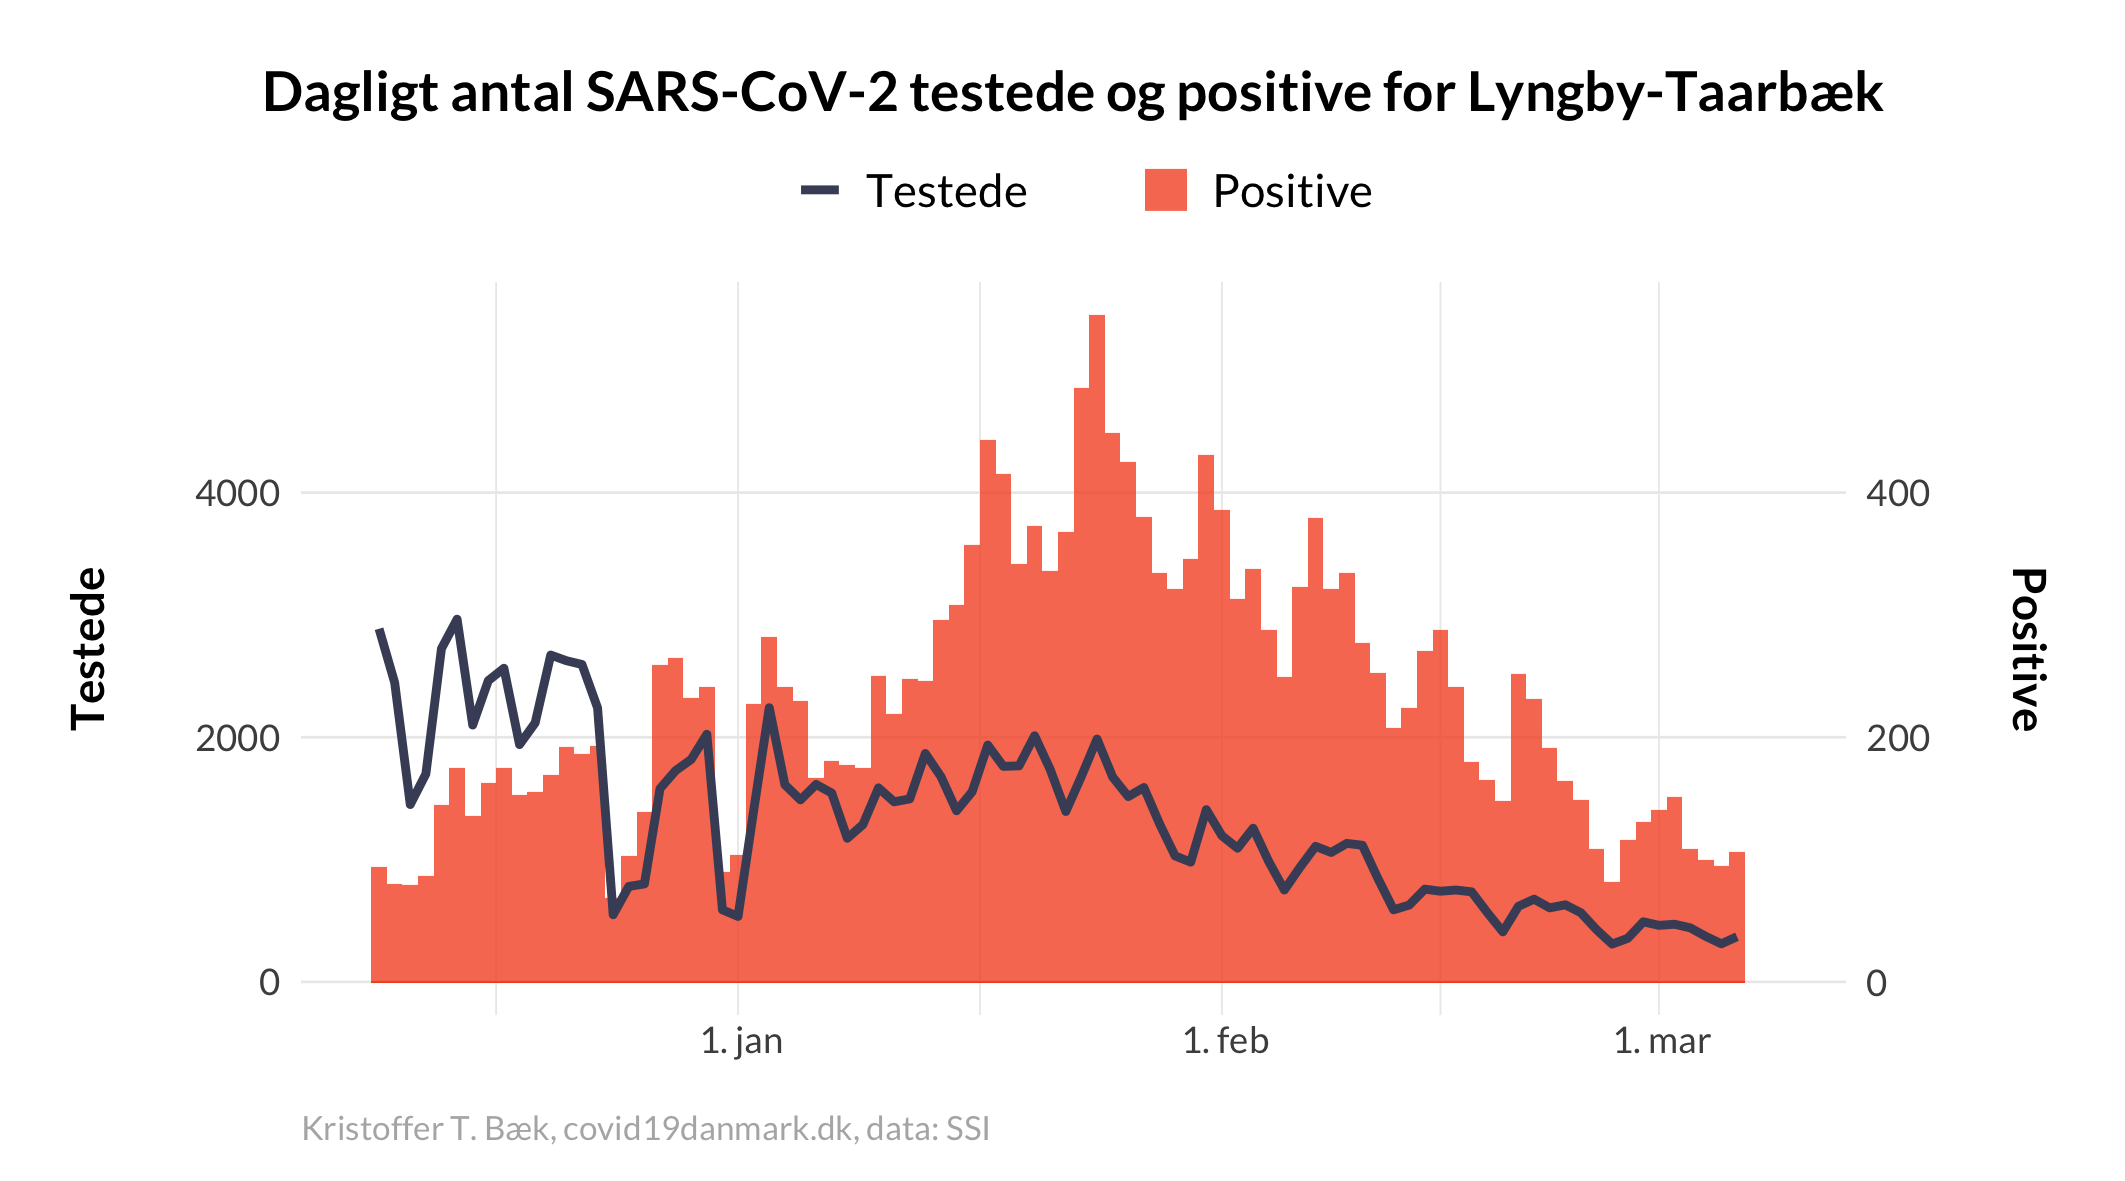 Dagligt antal SARS-CoV-2 testede og positive for Lyngby-Taarbæk
Testede Positive
4000 400
Testede
Positive
2000 200
0 0
1. jan 1. feb 1. mar
Kristoffer T. Bæk, covid19danmark.dk, data: SSI